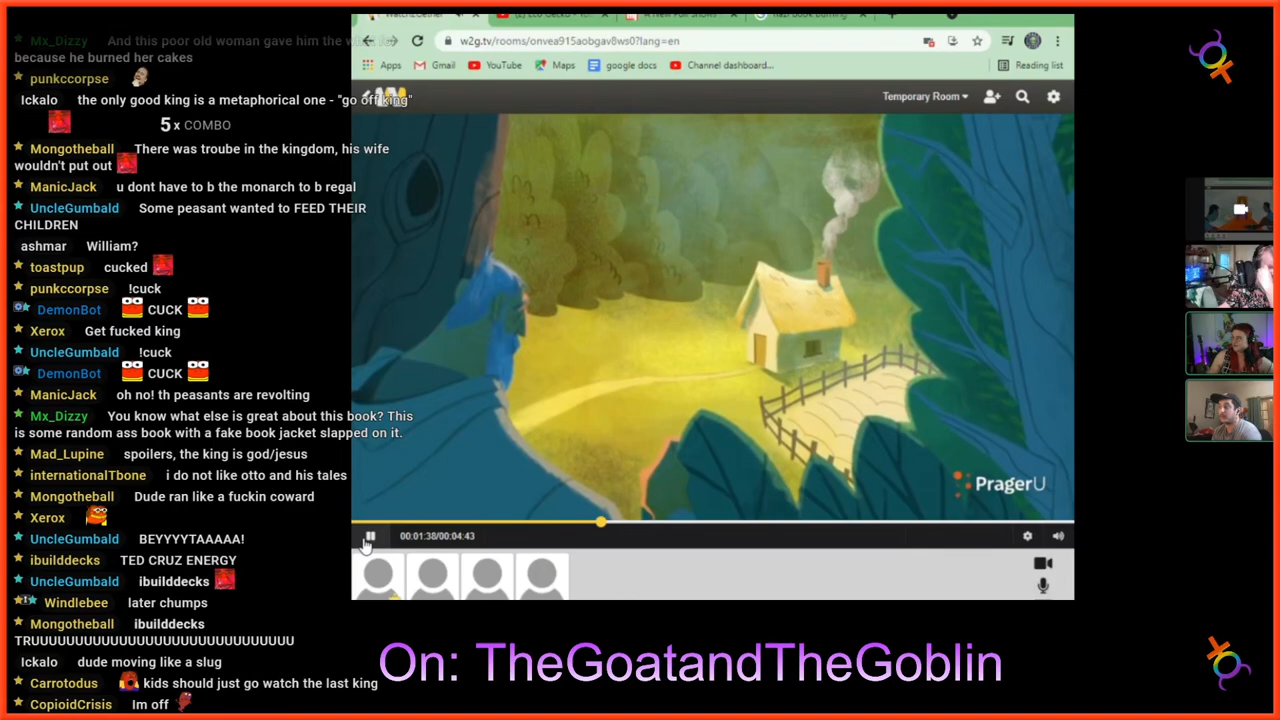 Mx_Dizzy And this poor old woman gave him the
because he burned her cakes
punkccorpse
Ickalo the only good king is a metaphorical one - "go off king"
5 x COMBO
Mongotheball There was troube in the kingdom, his wife
wouldn't put out
ManicJack u dont have to b the monarch to b regal
UncleGumbald Some peasant wanted to FEED THEIR
CHILDREN
ashmar William?
toastpup cucked
punkccorpse !cuck
DemonBot CUCK
Xerox Get fucked king
UncleGumbald !cuck
DemonBot CUCK
ManicJack oh no! th peasants are revolting
Mx_Dizzy You know what else is great about this book? This
is some random ass book with a fake book jacket slapped on it.
Mad_Lupine spoilers, the king is god/jesus
internationalTbone i do not like otto and his tales
Mongotheball Dude ran like a fuckin coward
Xerox
UncleGumbald BEYYYYTAAAAA!
ibuilddecks TED CRUZ ENERGY
UncleGumbald ibuilddecks
Windlebee later chumps
Mongotheball ibuilddecks
TRUUUUUUUUUUUUUUUUUUUUUUUUUUUUU
Ickalo dude moving like a slug
Carrotodus kids should just go watch the last king
CopioidCrisis Im off
w2g.tv/rooms/onvea915aobgav8ws0?lang=en
Apps Gmail YouTube Maps google docs Channel dashboard... Reading list
Temporary Room
PragerU
00:01:38/00:04:43
On: TheGoatandTheGoblin